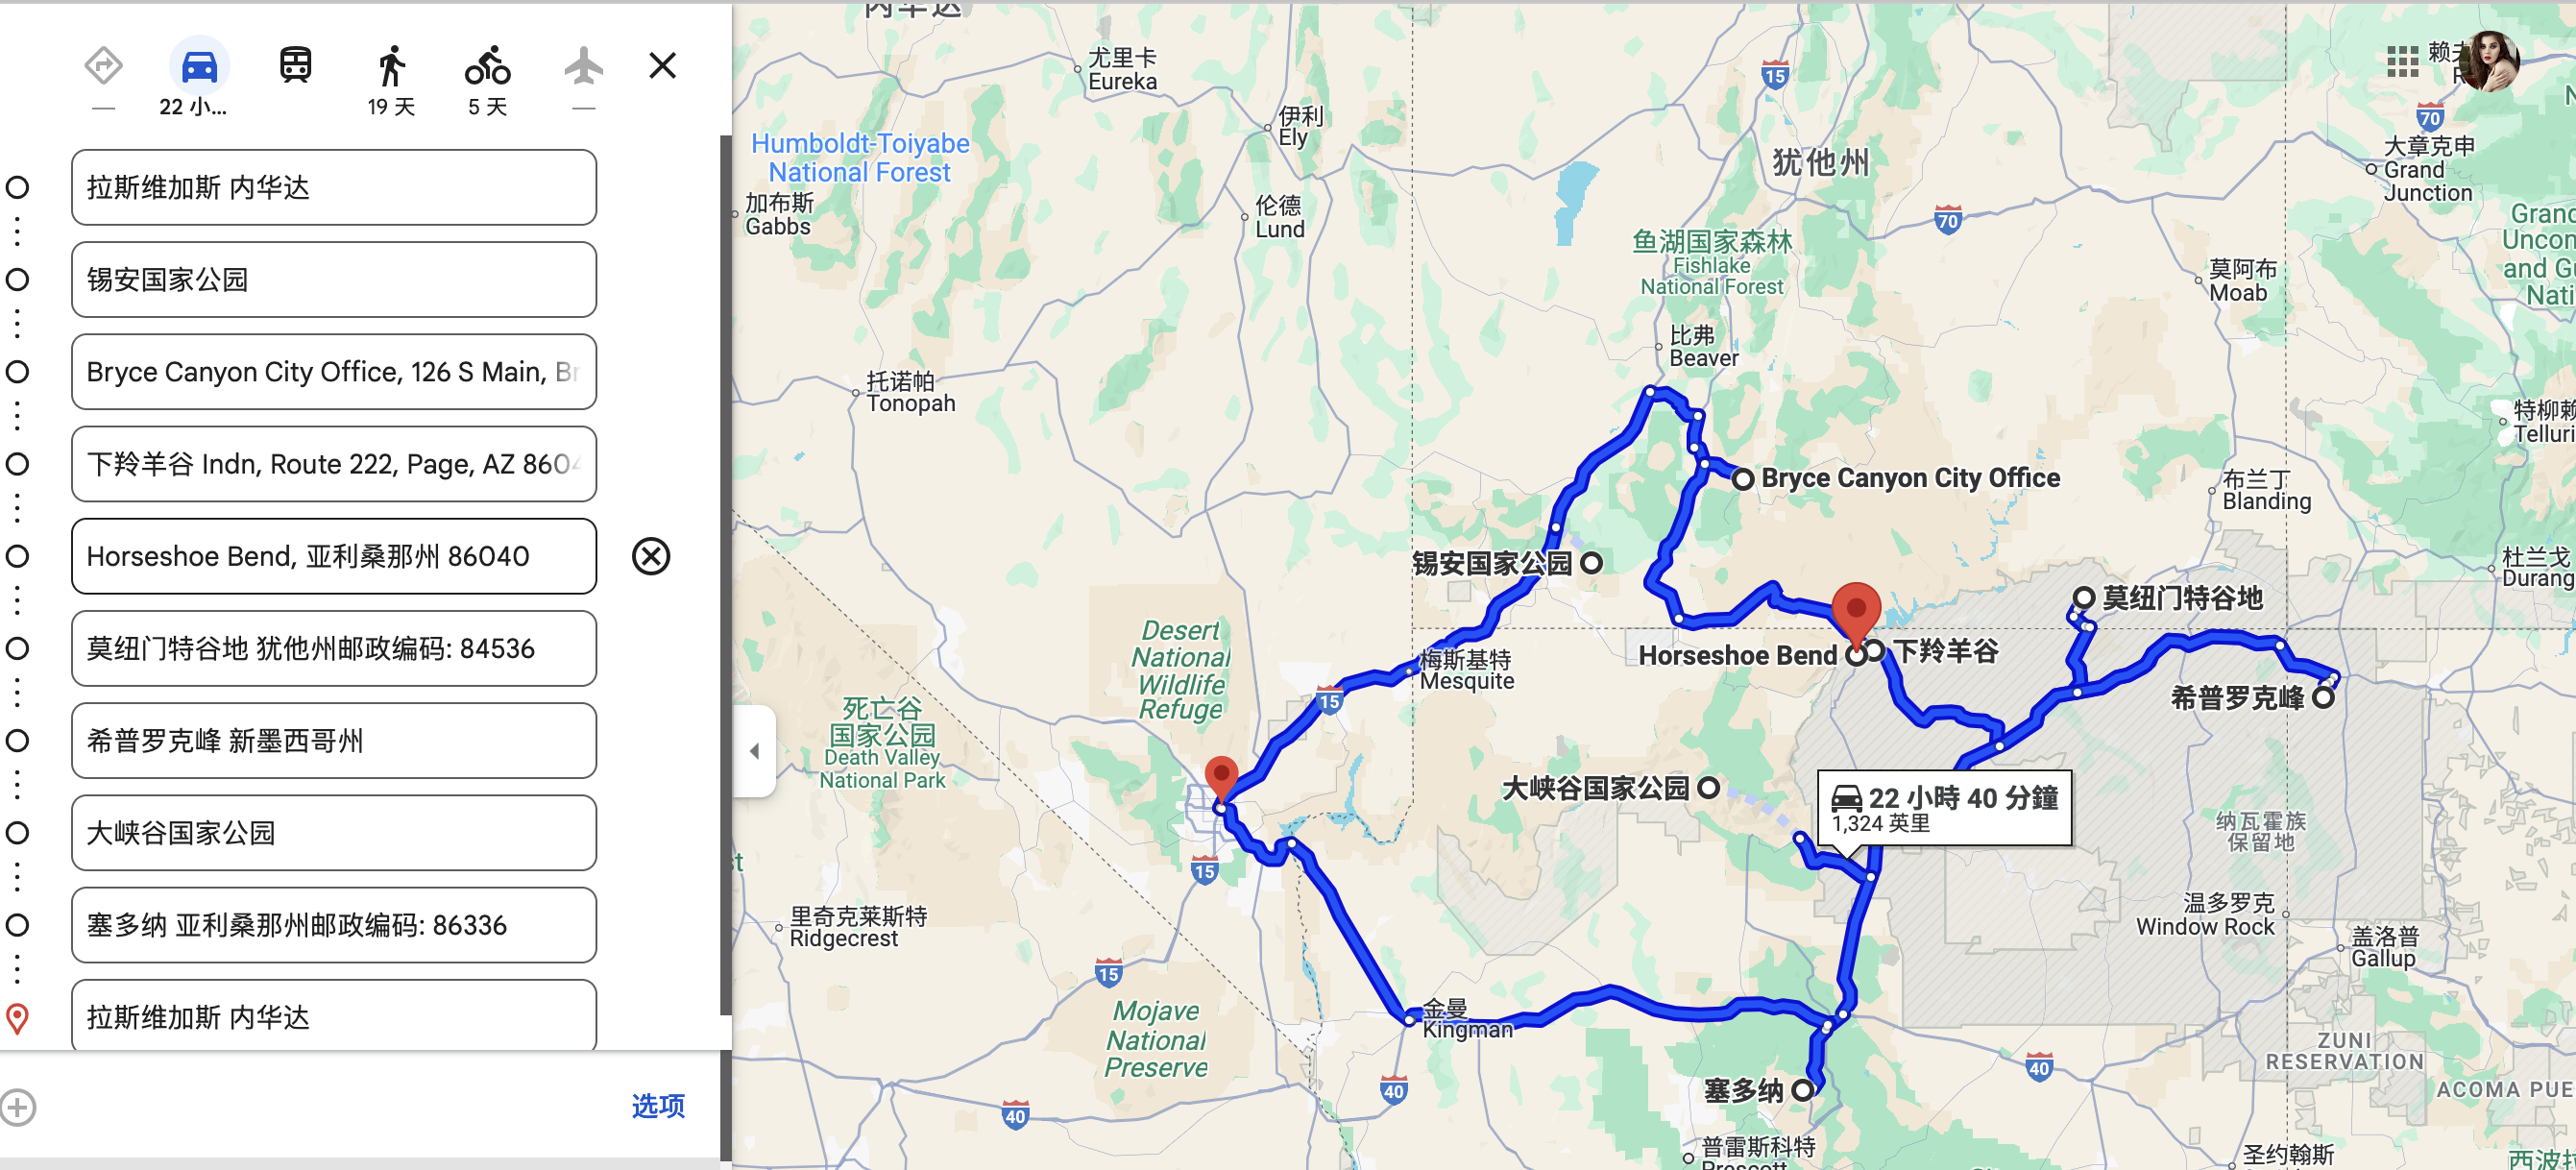 22 小...
19 天
5 天
拉斯维加斯 内华达
锡安国家公园
Bryce Canyon City Office, 126 S Main, Br
下羚羊谷 Indn, Route 222, Page, AZ 8604
Horseshoe Bend, 亚利桑那州 86040
莫纽门特谷地 犹他州邮政编码: 84536
希普罗克峰 新墨西哥州
大峡谷国家公园
塞多纳 亚利桑那州邮政编码: 86336
拉斯维加斯 内华达
选项
内华达
尤里卡
Eureka
15
70
大章克申
Grand
Junction
Humboldt-Toiyabe
National Forest
伊利
Ely
犹他州
加布斯
Gabbs
伦德
Lund
70
鱼湖国家森林
Fishlake
National Forest
莫阿布
Moab
比弗
Beaver
托诺帕
Tonopah
Bryce Canyon City Office
布兰丁
Blanding
锡安国家公园
莫纽门特谷地
Desert
National
Wildlife
Refuge
梅斯基特
Mesquite
Horseshoe Bend
下羚羊谷
15
希普罗克峰
死亡谷
国家公园
Death Valley
National Park
大峡谷国家公园
22 小時 40 分鐘
1,324 英里
纳瓦霍族
保留地
15
里奇克莱斯特
Ridgecrest
温多罗克
Window Rock
盖洛普
Gallup
15
Mojave
National
Preserve
金曼
Kingman
ZUNI
RESERVATION
40
40
40
塞多纳
ACOMA PUE
普雷斯科特
Prescott
圣约翰斯